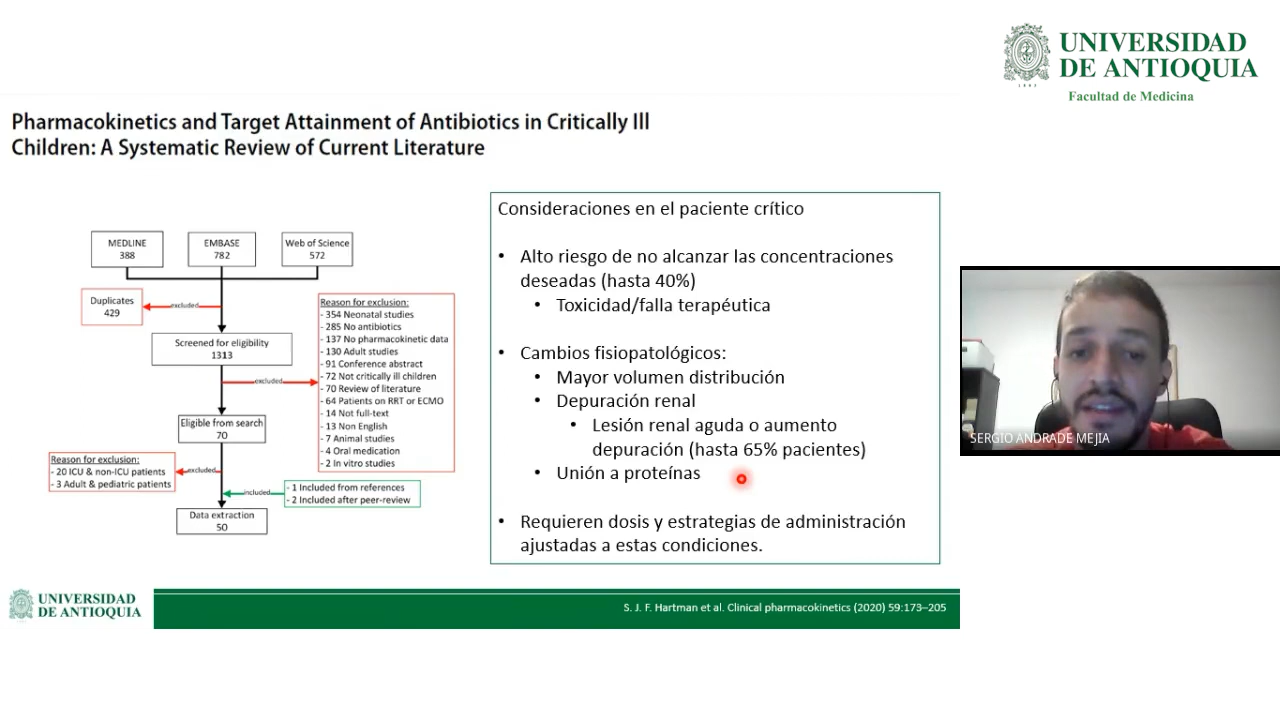 UNIVERSIDAD
DE ANTIOQUIA
1803
Facultad de Medicina
Pharmacokinetics and Target Attainment of Antibiotics in Critically Ill
Children: A Systematic Review of Current Literature
MEDLINE
388
EMBASE
782
Web of Science
572
Duplicates
429
excluded
Screened for eligibility
1313
excluded
Reason for exclusion:
- 354 Neonatal studies
- 285 No antibiotics
- 137 No pharmacokinetic data
- 130 Adult studies
- 91 Conference abstract
- 72 Not critically ill children
- 70 Review of literature
- 64 Patients on RRT or ECMO
- 14 Not full-text
- 13 Non English
- 7 Animal studies
- 4 Oral medication
- 2 In vitro studies
Eligible from search
70
Reason for exclusion:
- 20 ICU & non-ICU patients
- 3 Adult & pediatric patients
excluded
included
- 1 Included from references
- 2 Included after peer-review
Data extraction
50
Consideraciones en el paciente crítico
• Alto riesgo de no alcanzar las concentraciones
deseadas (hasta 40%)
• Toxicidad/falla terapéutica
• Cambios fisiopatológicos:
• Mayor volumen distribución
• Depuración renal
• Lesión renal aguda o aumento
depuración (hasta 65% pacientes)
• Unión a proteínas
• Requieren dosis y estrategias de administración
ajustadas a estas condiciones.
SERGIO ANDRADE MEJIA
UNIVERSIDAD
DE ANTIOQUIA
S. J. F. Hartman et al. Clinical pharmacokinetics (2020) 59:173–205